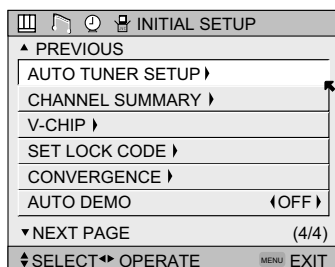 INITIAL SETUP
PREVIOUS
AUTO TUNER SETUP
CHANNEL SUMMARY
V-CHIP
SET LOCK CODE
CONVERGENCE
AUTO DEMO (OFF)
NEXT PAGE (4/4)
SELECT OPERATE MENU EXIT